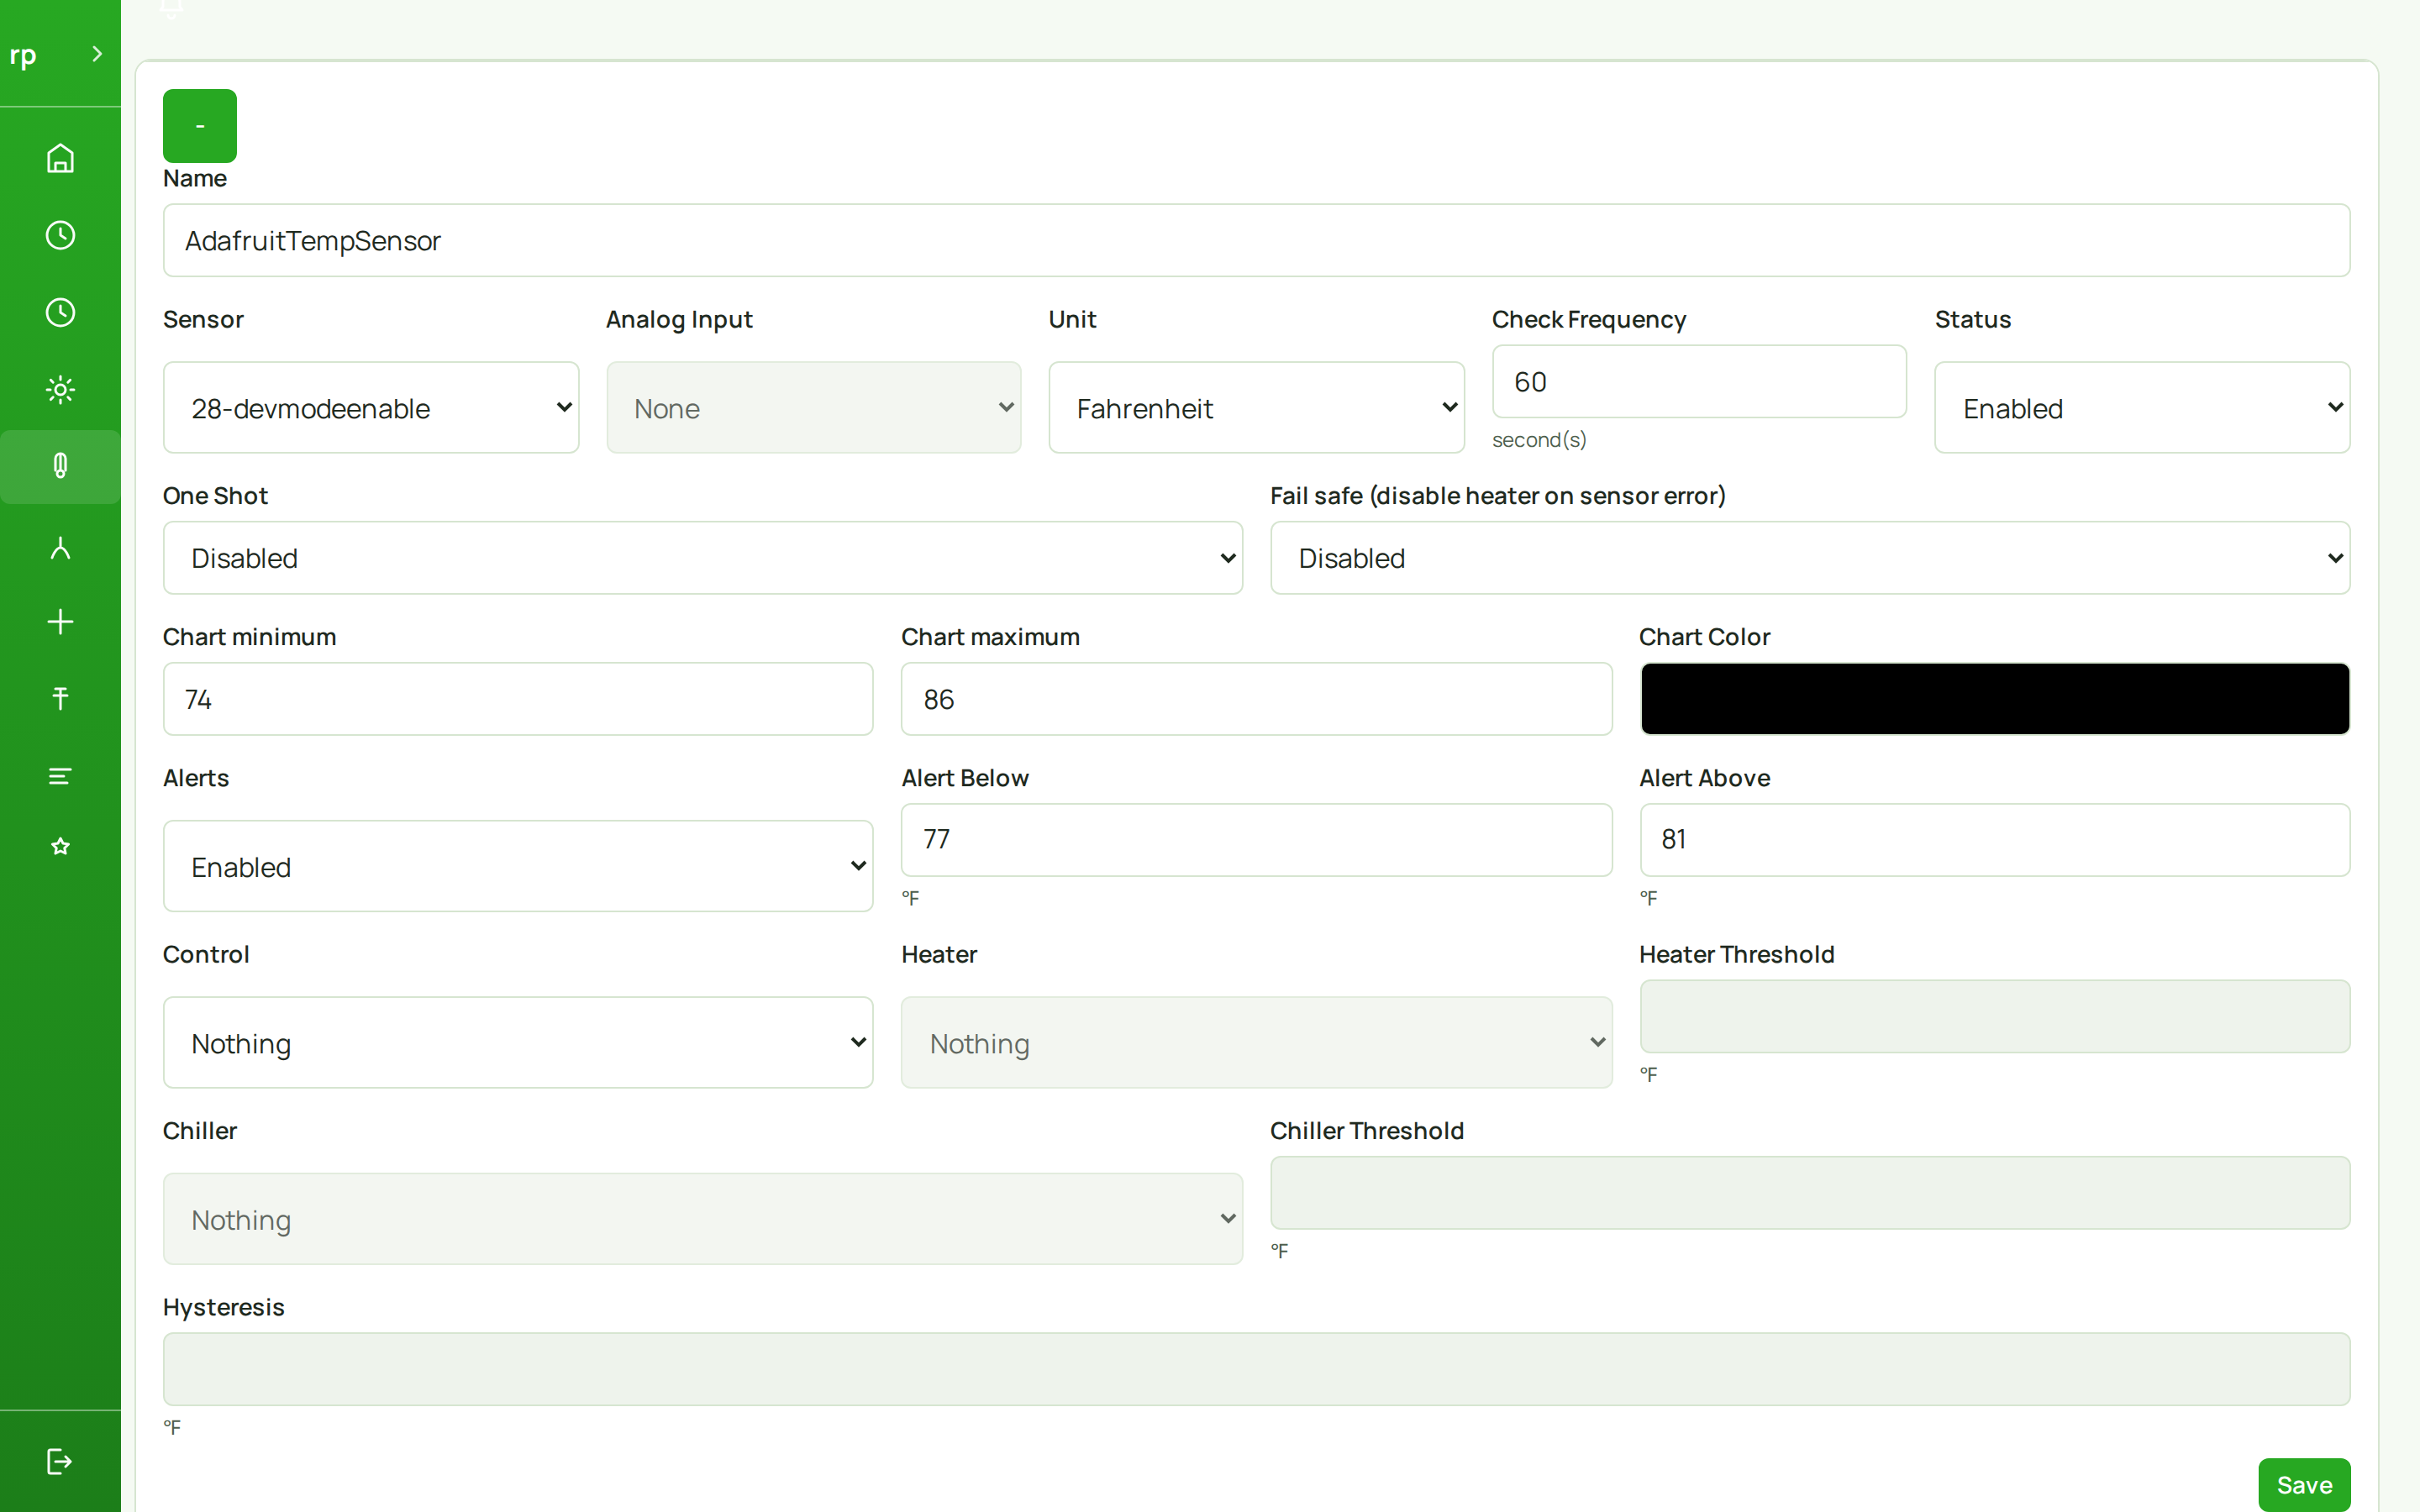 rp
-
Name
AdafruitTempSensor
Sensor Analog Input Unit Check Frequency Status
28-devmodeenable None Fahrenheit 60 Enabled
second(s)
One Shot Fail safe (disable heater on sensor error)
Disabled Disabled
Chart minimum Chart maximum Chart Color
74 86
Alerts Alert Below Alert Above
Enabled 77 81
°F °F
Control Heater Heater Threshold
Nothing Nothing
°F
Chiller Chiller Threshold
Nothing
°F
Hysteresis
°F
Save